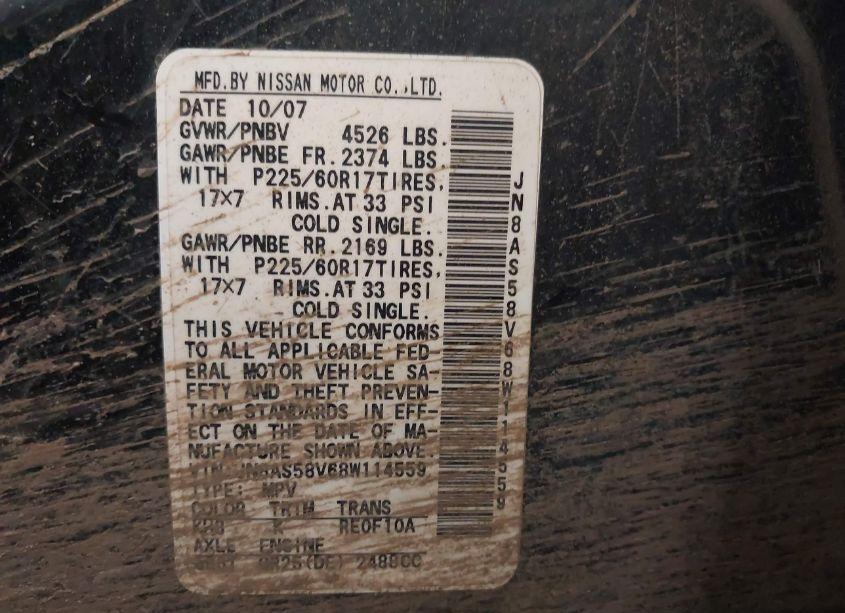 MFD.BY NISSAN MOTOR CO.,LTD.
DATE 10/07
GVWR/PNBV 4526 LBS.
GAWR/PNBE FR.2374 LBS.
WITH P225/60R17TIRES,
17×7 RIMS.AT 33 PSI
COLD SINGLE.
GAWR/PNBE RR.2169 LBS.
WITH P225/60R17TIRES,
17×7 RIMS.AT 33 PSI
COLD SINGLE.
THIS VEHICLE CONFORMS
TO ALL APPLICABLE FED-
ERAL MOTOR VEHICLE SA-
FETY AND THEFT PREVEN-
TION STANDARDS IN EFF-
ECT ON THE DATE OF MA-
NUFACTURE SHOWN ABOVE.
VIN JN8AS58V68W114559
TYPE: MPV
COLOR TRIM TRANS
K RE0F10A
AXLE ENGINE
QR25(DE) 2488CC
JN8AS58V68W114559